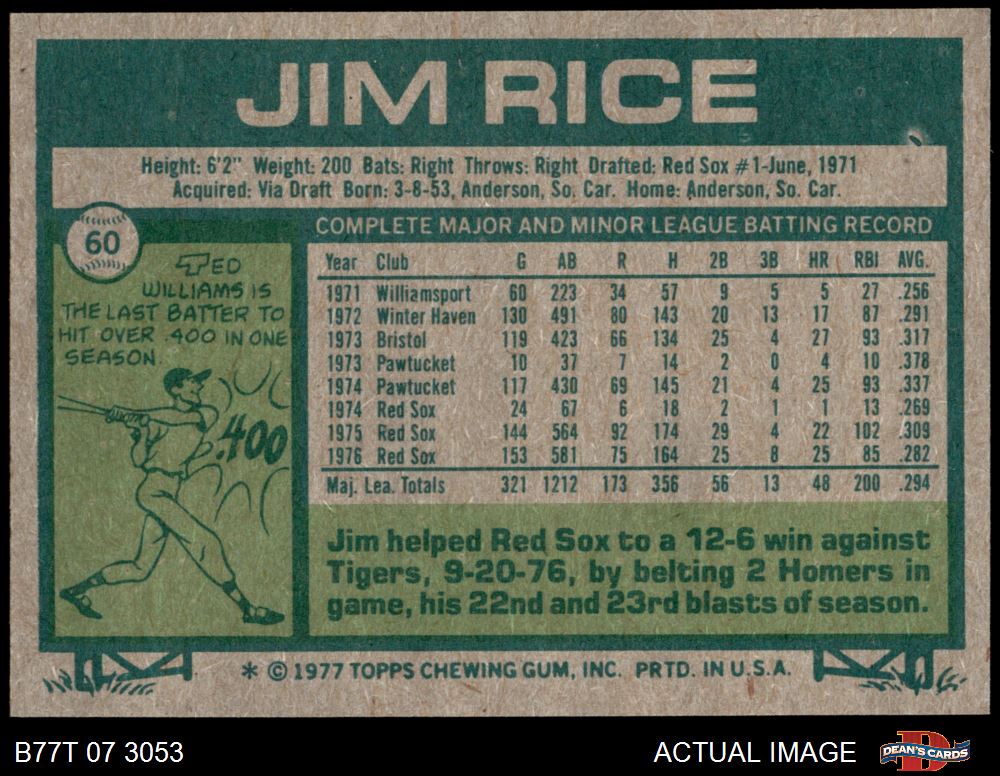 JIM RICE
Height: 6'2" Weight: 200 Bats: Right Throws: Right Drafted: Red Sox #1-June, 1971
Acquired: Via Draft Born: 3-8-53, Anderson, So. Car. Home: Anderson, So. Car.
60
TED
WILLIAMS IS
THE LAST BATTER TO
HIT OVER .400 IN ONE
SEASON.
.400
COMPLETE MAJOR AND MINOR LEAGUE BATTING RECORD
Year Club G AB R H 2B 3B HR RBI AVG.
1971 Williamsport 60 223 34 57 9 5 5 27 .256
1972 Winter Haven 130 491 80 143 20 13 17 87 .291
1973 Bristol 119 423 66 134 25 4 27 93 .317
1973 Pawtucket 10 37 7 14 2 0 4 10 .378
1974 Pawtucket 117 430 69 145 21 4 25 93 .337
1974 Red Sox 24 67 6 18 2 1 1 13 .269
1975 Red Sox 144 564 92 174 29 4 22 102 .309
1976 Red Sox 153 581 75 164 25 8 25 85 .282
Maj. Lea. Totals 321 1212 173 356 56 13 48 200 .294
Jim helped Red Sox to a 12-6 win against
Tigers, 9-20-76, by belting 2 Homers in
game, his 22nd and 23rd blasts of season.
* © 1977 TOPPS CHEWING GUM, INC. PRTD. IN U.S.A.
B77T 07 3053
ACTUAL IMAGE
DEAN'S CARDS